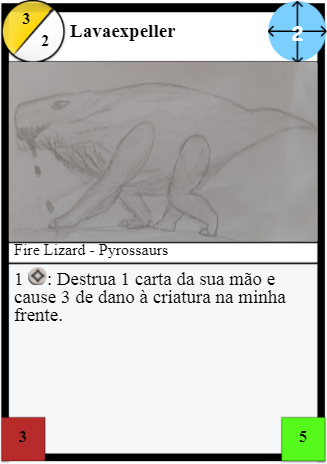 3
2
Lavaexpeller
2
Fire Lizard - Pyrossaurs
1 : Destrua 1 carta da sua mão e
cause 3 de dano à criatura na minha
frente.
3
5